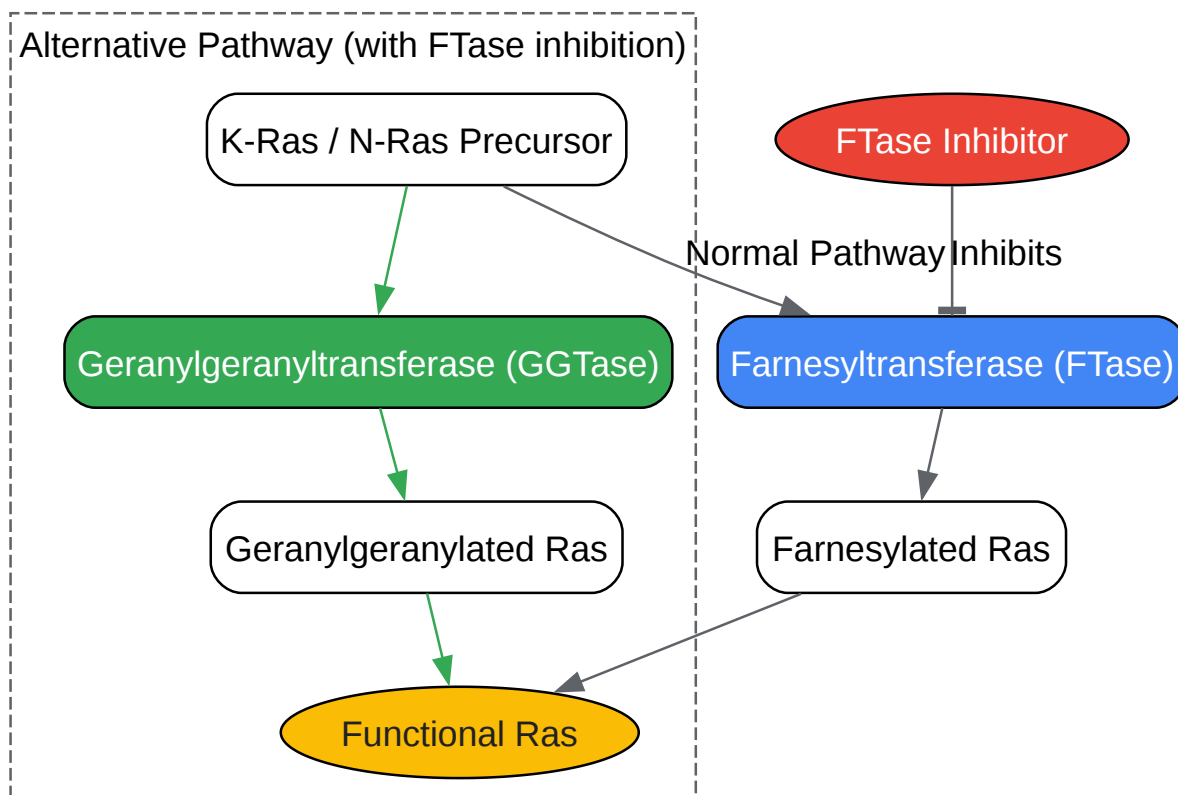 Alternative Pathway (with FTase inhibition)
K-Ras / N-Ras Precursor
FTase Inhibitor
Normal Pathway
Inhibits
Geranylgeranyltransferase (GGTase)
Farnesyltransferase (FTase)
Geranylgeranylated Ras
Farnesylated Ras
Functional Ras